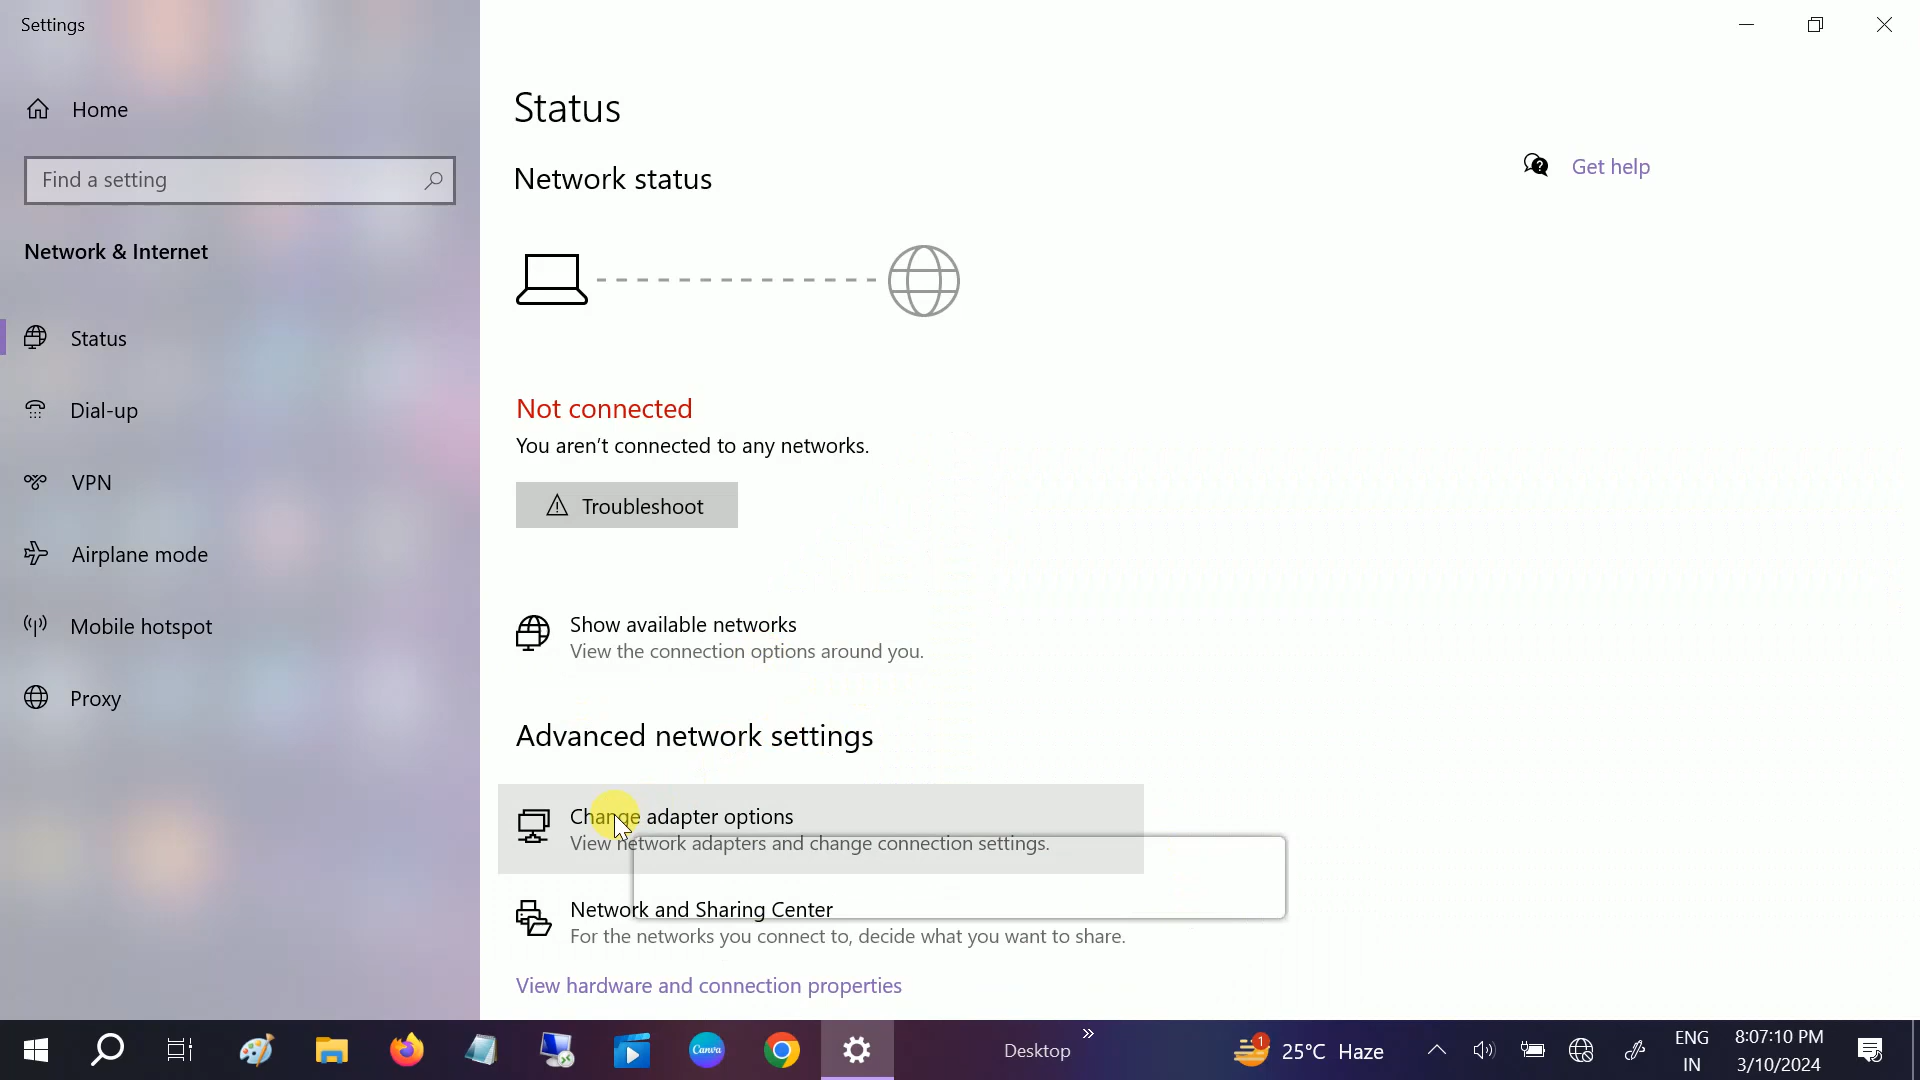 Settings
Home
Find a setting
Network & Internet
Status
Dial-up
VPN
Airplane mode
Mobile hotspot
Proxy
Status
Network status
Get help
Not connected
You aren't connected to any networks.
Troubleshoot
Show available networks
View the connection options around you.
Advanced network settings
Change adapter options
View network adapters and change connection settings.
Network and Sharing Center
For the networks you connect to, decide what you want to share.
View hardware and connection properties
Canva
Desktop
1
25°C Haze
ENG
IN
8:07:10 PM
3/10/2024